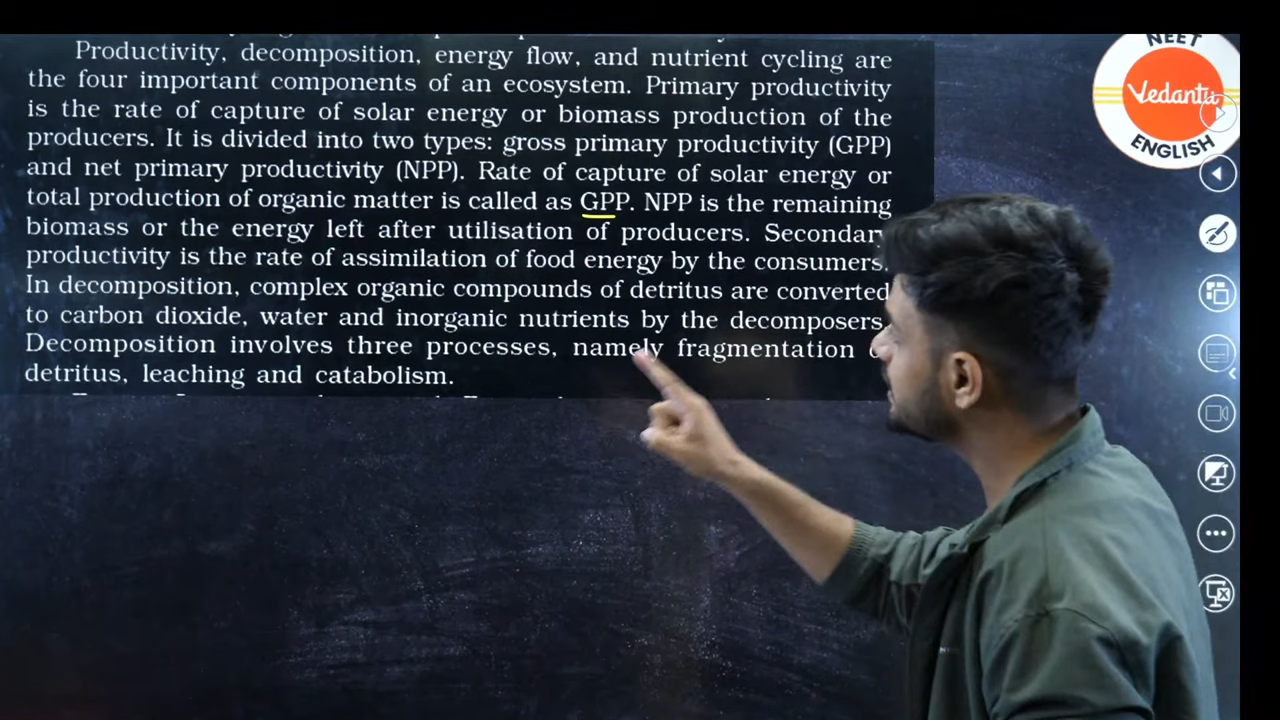 Productivity, decomposition, energy flow, and nutrient cycling are
the four important components of an ecosystem. Primary productivity
is the rate of capture of solar energy or biomass production of the
producers. It is divided into two types: gross primary productivity (GPP)
and net primary productivity (NPP). Rate of capture of solar energy or
total production of organic matter is called as GPP. NPP is the remaining
biomass or the energy left after utilisation of producers. Secondary
productivity is the rate of assimilation of food energy by the consumers.
In decomposition, complex organic compounds of detritus are converted
to carbon dioxide, water and inorganic nutrients by the decomposers.
Decomposition involves three processes, namely fragmentation
detritus, leaching and catabolism.
NEET
Vedantu
ENGLISH